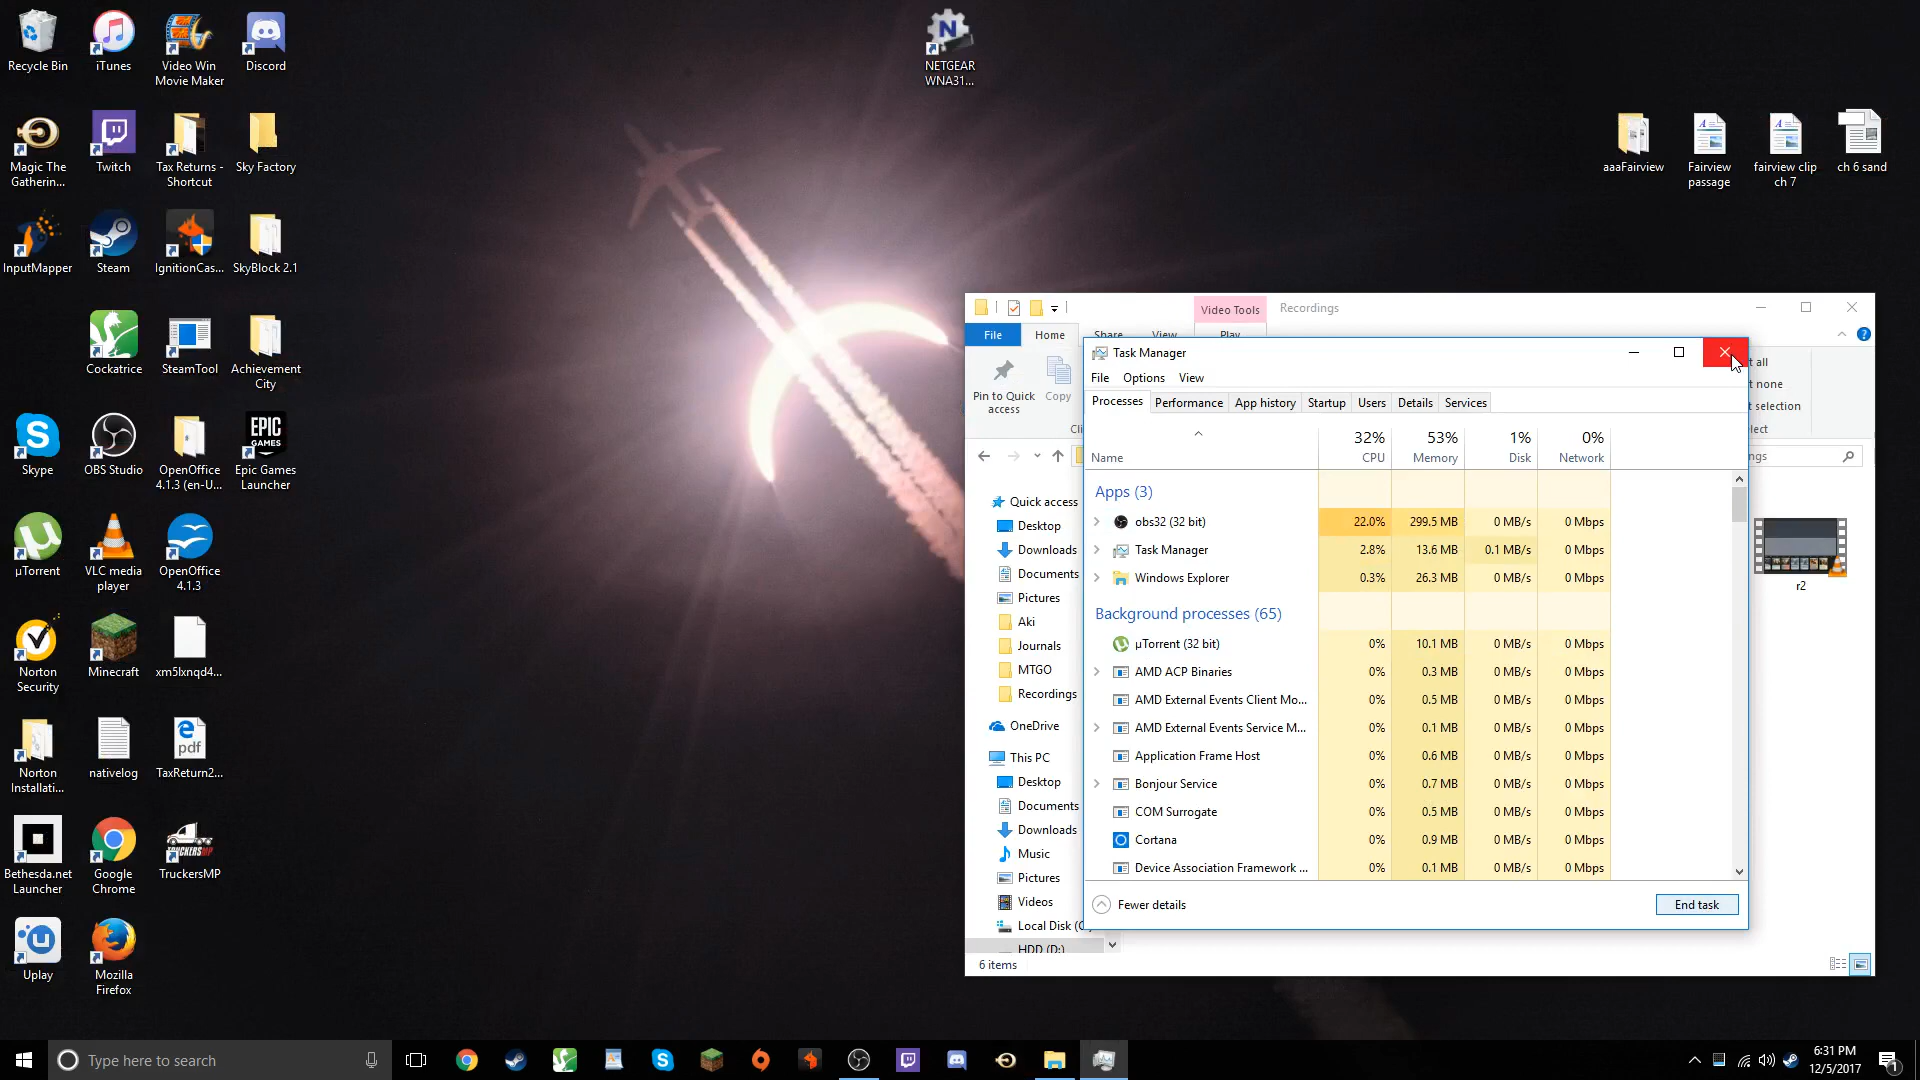 Recycle Bin
iTunes
Video Win
Movie Maker
Discord
NETGEAR
WNA31...
Magic The
Gatherin...
Twitch
Tax Returns -
Shortcut
Sky Factory
aaaFairview
Fairview
passage
fairview clip
ch 7
ch 6 sand
InputMapper
Steam
IgnitionCas...
SkyBlock 2.1
Cockatrice
SteamTool
Achievement
City
Skype
OBS Studio
OpenOffice
4.1.3 (en-U...
EPIC
GAMES
Epic Games
Launcher
µTorrent
VLC media
player
OpenOffice
4.1.3
Norton
Security
Minecraft
xm5lxnqd4...
Norton
Installati...
nativelog
pdf
TaxReturn2...
Bethesda.net
Launcher
Google
Chrome
TRUCKERSMP
TruckersMP
Uplay
Mozilla
Firefox
Video Tools
Recordings
File
Home
Share
View
Play
Pin to Quick
access
Copy
t all
t none
t selection
lect
ngs
Quick access
Desktop
Downloads
Documents
Pictures
Aki
Journals
MTGO
Recordings
OneDrive
This PC
Desktop
Documents
Downloads
Music
Pictures
Videos
Local Disk (C
HDD (D:)
6 items
r2
Task Manager
File Options View
Processes Performance App history Startup Users Details Services
32% 53% 1% 0%
Name CPU Memory Disk Network
Apps (3)
obs32 (32 bit) 22.0% 299.5 MB 0 MB/s 0 Mbps
Task Manager 2.8% 13.6 MB 0.1 MB/s 0 Mbps
Windows Explorer 0.3% 26.3 MB 0 MB/s 0 Mbps
Background processes (65)
µTorrent (32 bit) 0% 10.1 MB 0 MB/s 0 Mbps
AMD ACP Binaries 0% 0.3 MB 0 MB/s 0 Mbps
AMD External Events Client Mo... 0% 0.5 MB 0 MB/s 0 Mbps
AMD External Events Service M... 0% 0.1 MB 0 MB/s 0 Mbps
Application Frame Host 0% 0.6 MB 0 MB/s 0 Mbps
Bonjour Service 0% 0.7 MB 0 MB/s 0 Mbps
COM Surrogate 0% 0.5 MB 0 MB/s 0 Mbps
Cortana 0% 0.9 MB 0 MB/s 0 Mbps
Device Association Framework ... 0% 0.1 MB 0 MB/s 0 Mbps
Fewer details
End task
Type here to search
6:31 PM
12/5/2017
1